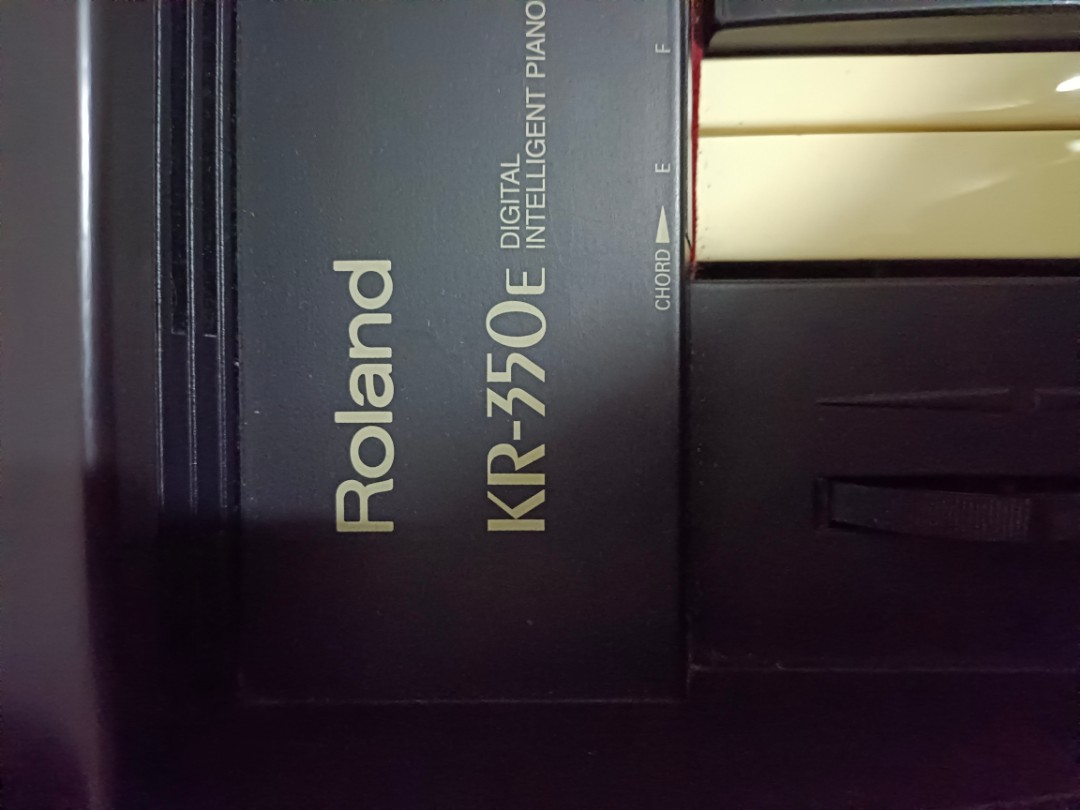 Roland
KR-350E DIGITAL
INTELLIGENT PIANO
CHORD ▶ E F